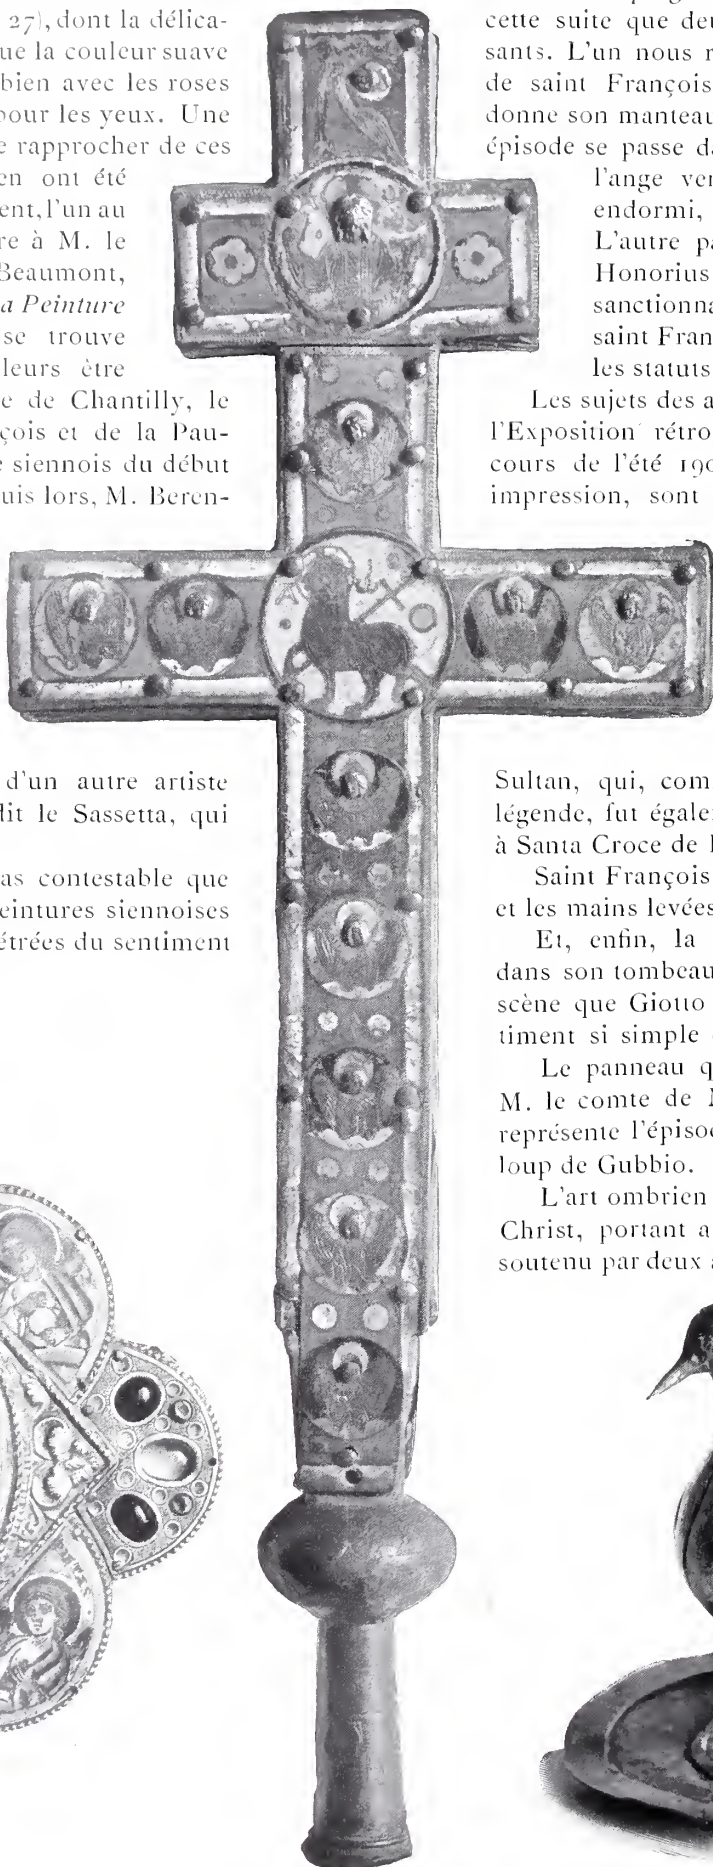 27), dont la délica-
ue la couleur suave
bien avec les roses
pour les yeux. Une
e rapprocher de ces
en ont été
ent, l'un au
re à M. le
Beaumont,
a Peinture
se trouve
leurs être
e de Chantilly, le
çois et de la Pau-
e siennois du début
uis lors, M. Beren-
d'un autre artiste
dit le Sassetta, qui
as contestable que
peintures siennoises
étrées du sentiment
cette suite que deu
sants. L'un nous r
de saint François
donne son manteau
épisode se passe da
l'ange ver
endormi,
L'autre pa
Honorius
sanctionna
saint Fran
les statuts
Les sujets des a
l'Exposition rétro
cours de l'été 190
impression, sont
Sultan, qui, com
légende, fut égaler
à Santa Croce de
Saint François
et les mains levées
Et, enfin, la
dans son tombeau
scène que Giotto
timent si simple
Le panneau q
M. le comte de
représente l'épisod
loup de Gubbio.
L'art ombrien
Christ, portant a
soutenu par deux a